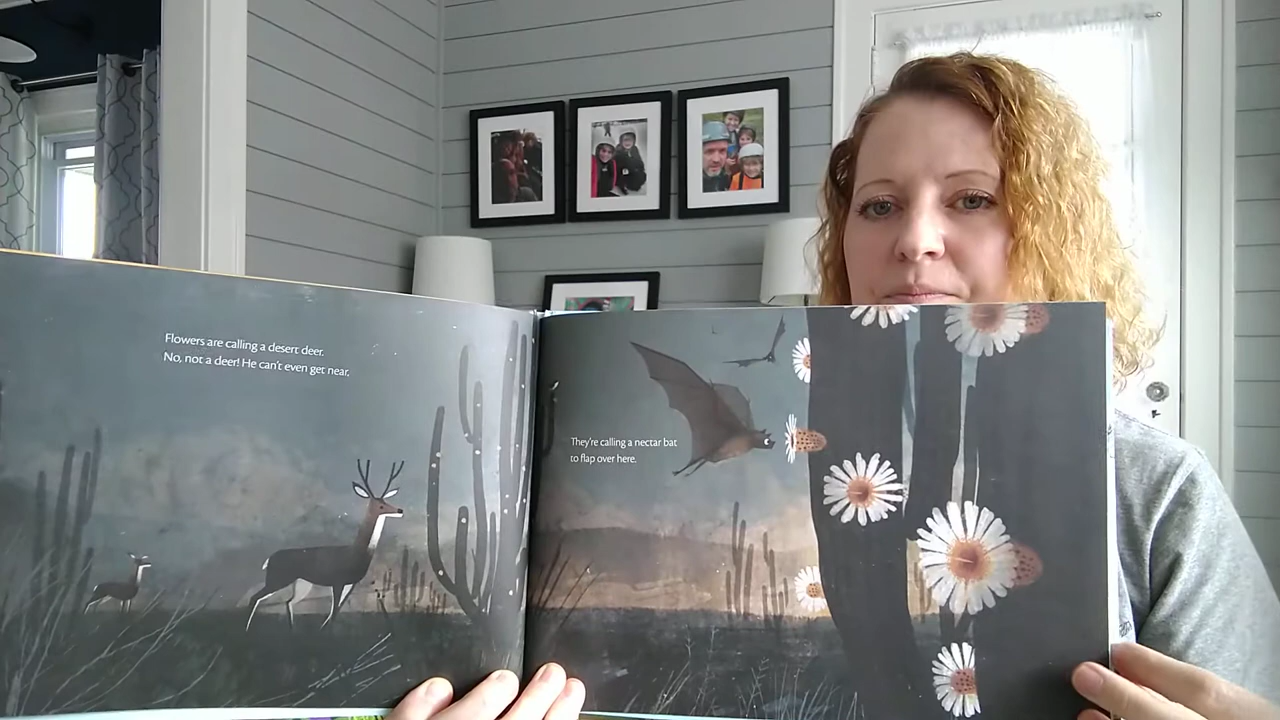 Flowers are calling a desert deer.
No, not a deer! He can't even get near.
They're calling a nectar bat
to flap over here.